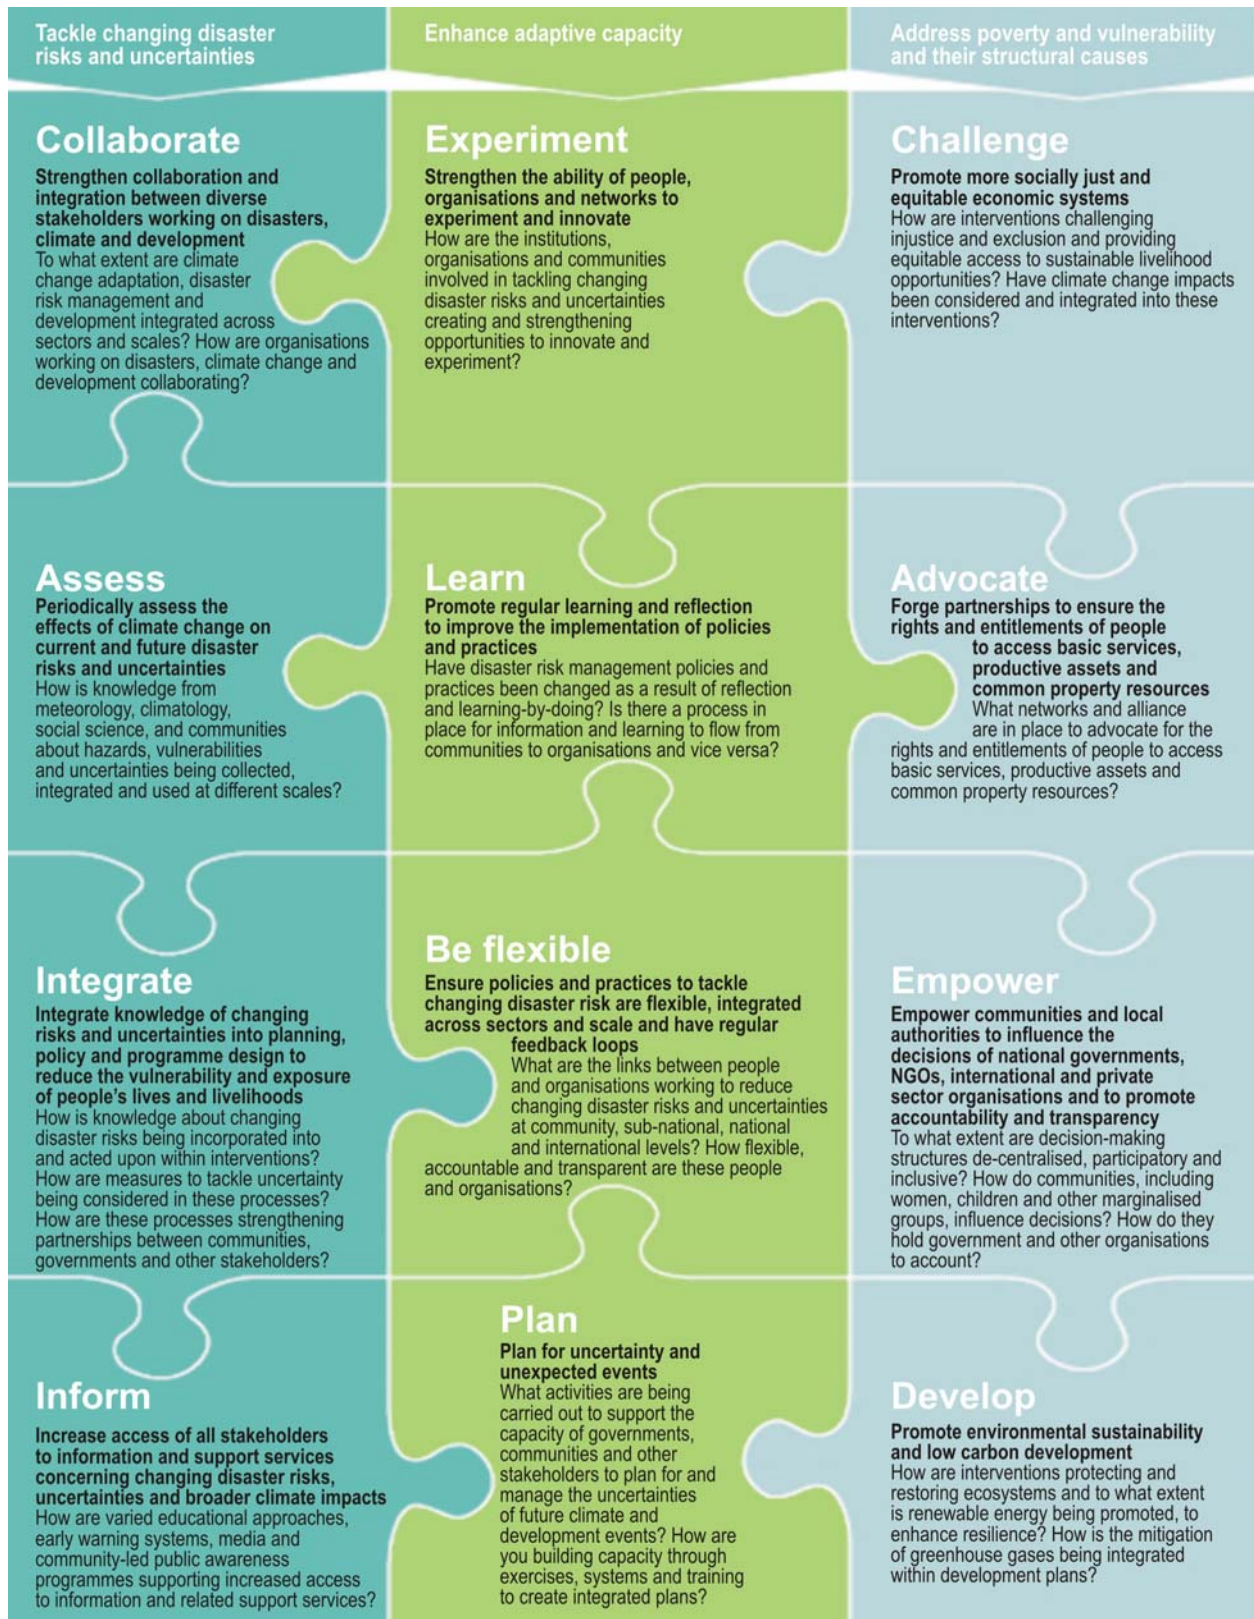 Tackle changing disaster
risks and uncertainties
Enhance adaptive capacity
Address poverty and vulnerability
and their structural causes
Collaborate
Strengthen collaboration and
integration between diverse
stakeholders working on disasters,
climate and development
To what extent are climate
change adaptation, disaster
risk management and
development integrated across
sectors and scales? How are organisations
working on disasters, climate change and
development collaborating?
Experiment
Strengthen the ability of people,
organisations and networks to
experiment and innovate
How are the institutions,
organisations and communities
involved in tackling changing
disaster risks and uncertainties
creating and strengthening
opportunities to innovate and
experiment?
Challenge
Promote more socially just and
equitable economic systems
How are interventions challenging
injustice and exclusion and providing
equitable access to sustainable livelihood
opportunities? Have climate change impacts
been considered and integrated into these
interventions?
Assess
Periodically assess the
effects of climate change on
current and future disaster
risks and uncertainties
How is knowledge from
meteorology, climatology,
social science, and communities
about hazards, vulnerabilities
and uncertainties being collected,
integrated and used at different scales?
Learn
Promote regular learning and reflection
to improve the implementation of policies
and practices
Have disaster risk management policies and
practices been changed as a result of reflection
and learning-by-doing? Is there a process in
place for information and learning to flow from
communities to organisations and vice versa?
Advocate
Forge partnerships to ensure the
rights and entitlements of people
to access basic services,
productive assets and
common property resources
What networks and alliance
are in place to advocate for the
rights and entitlements of people to access
basic services, productive assets and
common property resources?
Integrate
Integrate knowledge of changing
risks and uncertainties into planning,
policy and programme design to
reduce the vulnerability and exposure
of people's lives and livelihoods
How is knowledge about changing
disaster risks being incorporated into
and acted upon within interventions?
How are measures to tackle uncertainty
being considered in these processes?
How are these processes strengthening
partnerships between communities,
governments and other stakeholders?
Be flexible
Ensure policies and practices to tackle
changing disaster risk are flexible, integrated
across sectors and scale and have regular
feedback loops
What are the links between people
and organisations working to reduce
changing disaster risks and uncertainties
at community, sub-national, national
and international levels? How flexible,
accountable and transparent are these people
and organisations?
Empower
Empower communities and local
authorities to influence the
decisions of national governments,
NGOs, international and private
sector organisations and to promote
accountability and transparency
To what extent are decision-making
structures de-centralised, participatory and
inclusive? How do communities, including
women, children and other marginalised
groups, influence decisions? How do they
hold government and other organisations
to account?
Inform
Increase access of all stakeholders
to information and support services
concerning changing disaster risks,
uncertainties and broader climate impacts
How are varied educational approaches,
early warning systems, media and
community-led public awareness
programmes supporting increased access
to information and related support services?
Plan
Plan for uncertainty and
unexpected events
What activities are being
carried out to support the
capacity of governments,
communities and other
stakeholders to plan for and
manage the uncertainties
of future climate and
development events? How are
you building capacity through
exercises, systems and training
to create integrated plans?
Develop
Promote environmental sustainability
and low carbon development
How are interventions protecting and
restoring ecosystems and to what extent
is renewable energy being promoted, to
enhance resilience? How is the mitigation
of greenhouse gases being integrated
within development plans?